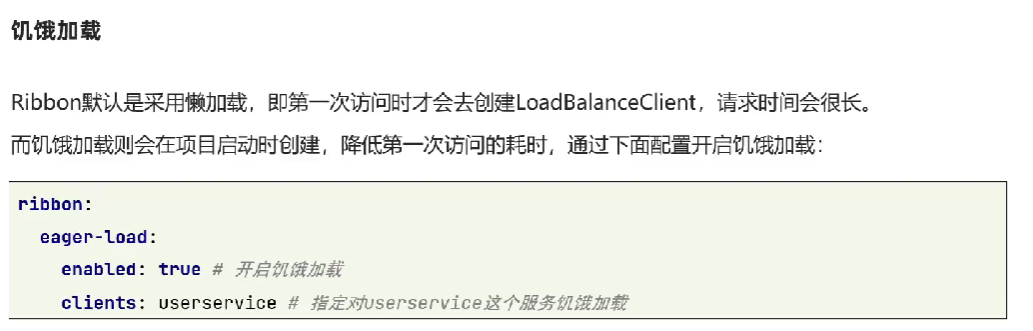 饥饿加载
Ribbon默认是采用懒加载，即第一次访问时才会去创建LoadBalanceClient，请求时间会很长。
而饥饿加载则会在项目启动时创建，降低第一次访问的耗时，通过下面配置开启饥饿加载：
ribbon:
  eager-load:
    enabled: true # 开启饥饿加载
    clients: userservice # 指定对userservice这个服务饥饿加载